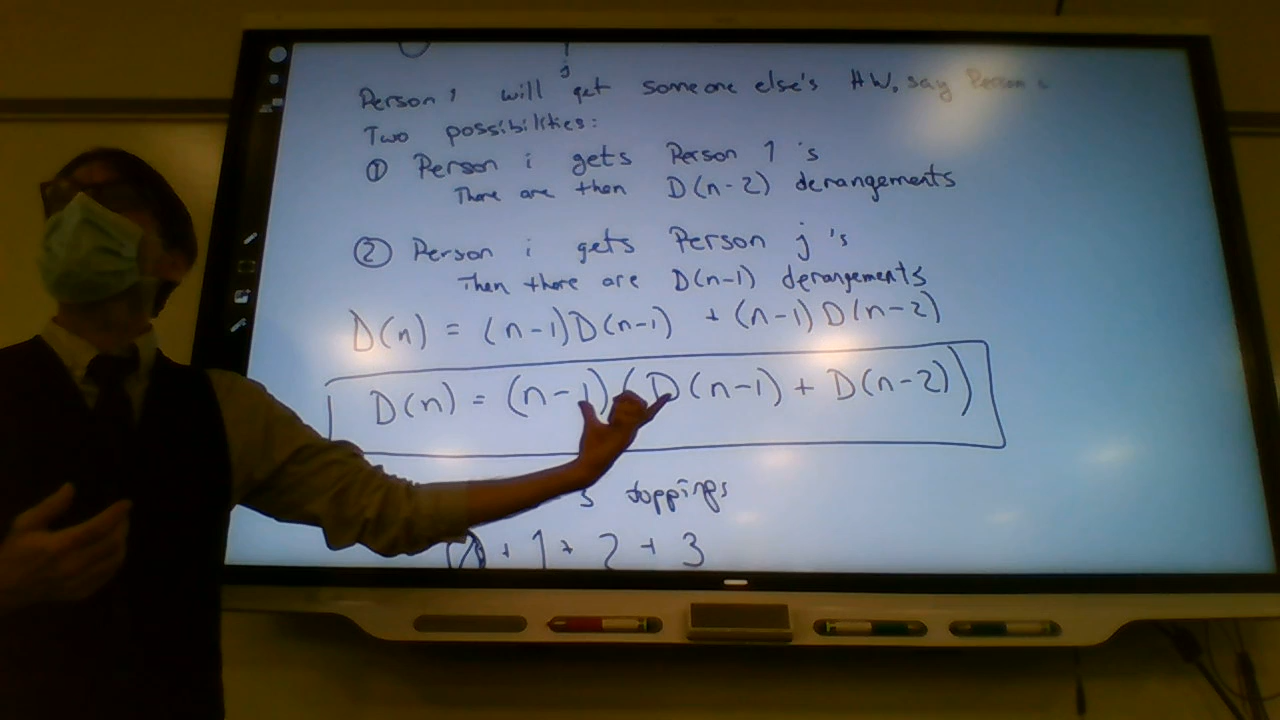 j
Person 1 will get someone else's HW, say Person i
Two possibilities:
① Person i gets Person 1's
There are then D(n-2) derangements
② Person i gets Person j's
Then there are D(n-1) derangements
D(n) = (n-1)D(n-1) + (n-1)D(n-2)
D(n) = (n-1)(D(n-1) + D(n-2))
toppings
+ 1 + 2 + 3